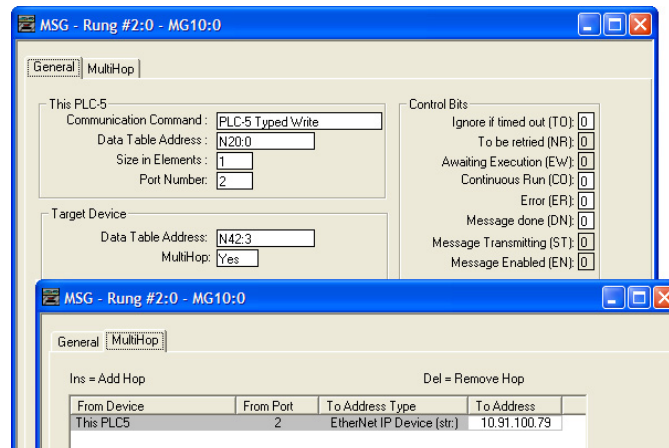 MSG - Rung #2:0 - MG10:0
General MultiHop
This PLC-5
Communication Command : PLC-5 Typed Write
Data Table Address : N20:0
Size in Elements : 1
Port Number: 2
Target Device
Data Table Address: N42:3
MultiHop: Yes
Control Bits
Ignore if timed out (TO): 0
To be retried (NR): 0
Awaiting Execution (EW): 0
Continuous Run (CO): 0
Error (ER): 0
Message done (DN): 0
Message Transmitting (ST): 0
Message Enabled (EN): 0
MSG - Rung #2:0 - MG10:0
General MultiHop
Ins = Add Hop Del = Remove Hop
From Device From Port To Address Type To Address
This PLC5 2 EtherNet IP Device (str.) 10.91.100.79